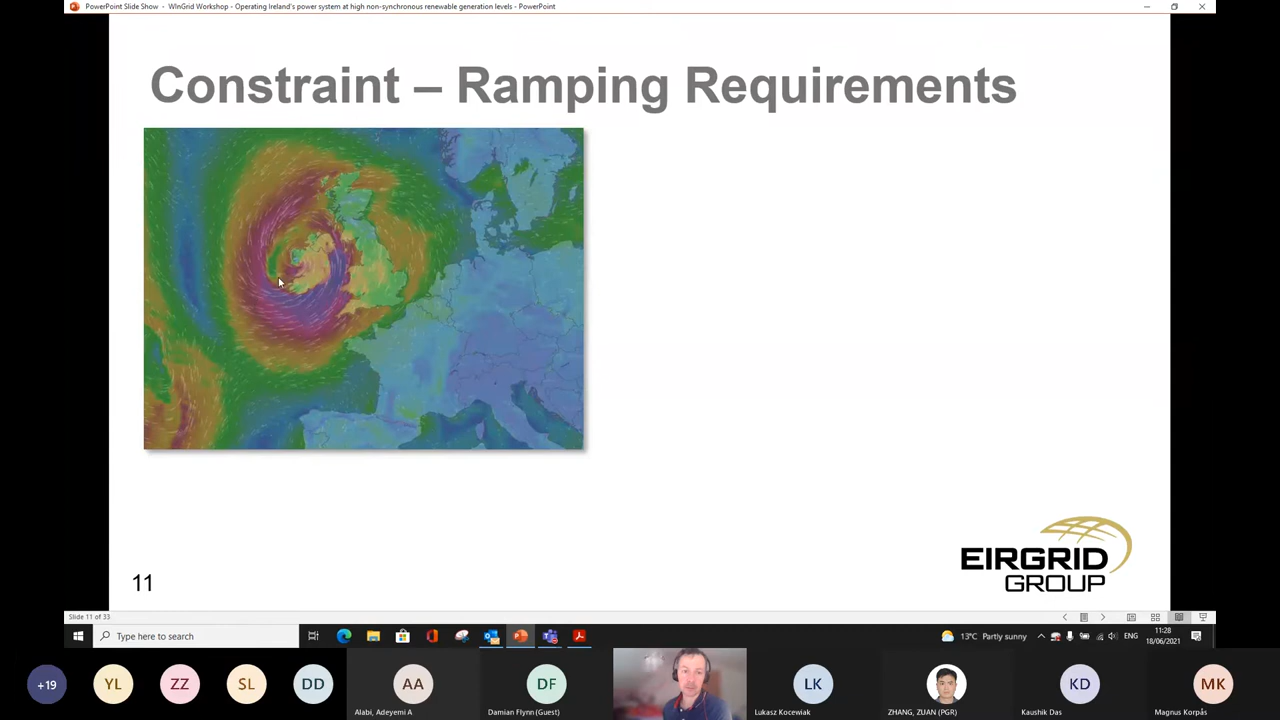 PowerPoint Slide Show - WInGrid Workshop - Operating Ireland's power system at high non-synchronous renewable generation levels - PowerPoint
Constraint – Ramping Requirements
EIRGRID
GROUP
11
Slide 11 of 33
Type here to search
13°C Partly sunny
ENG
11:28
18/06/2021
+19
YL
ZZ
SL
DD
AA
DF
LK
KD
MK
Alabi, Adeyemi A
Damian Flynn (Guest)
Lukasz Kocewiak
ZHANG, ZUAN (PGR)
Kaushik Das
Magnus Korpås